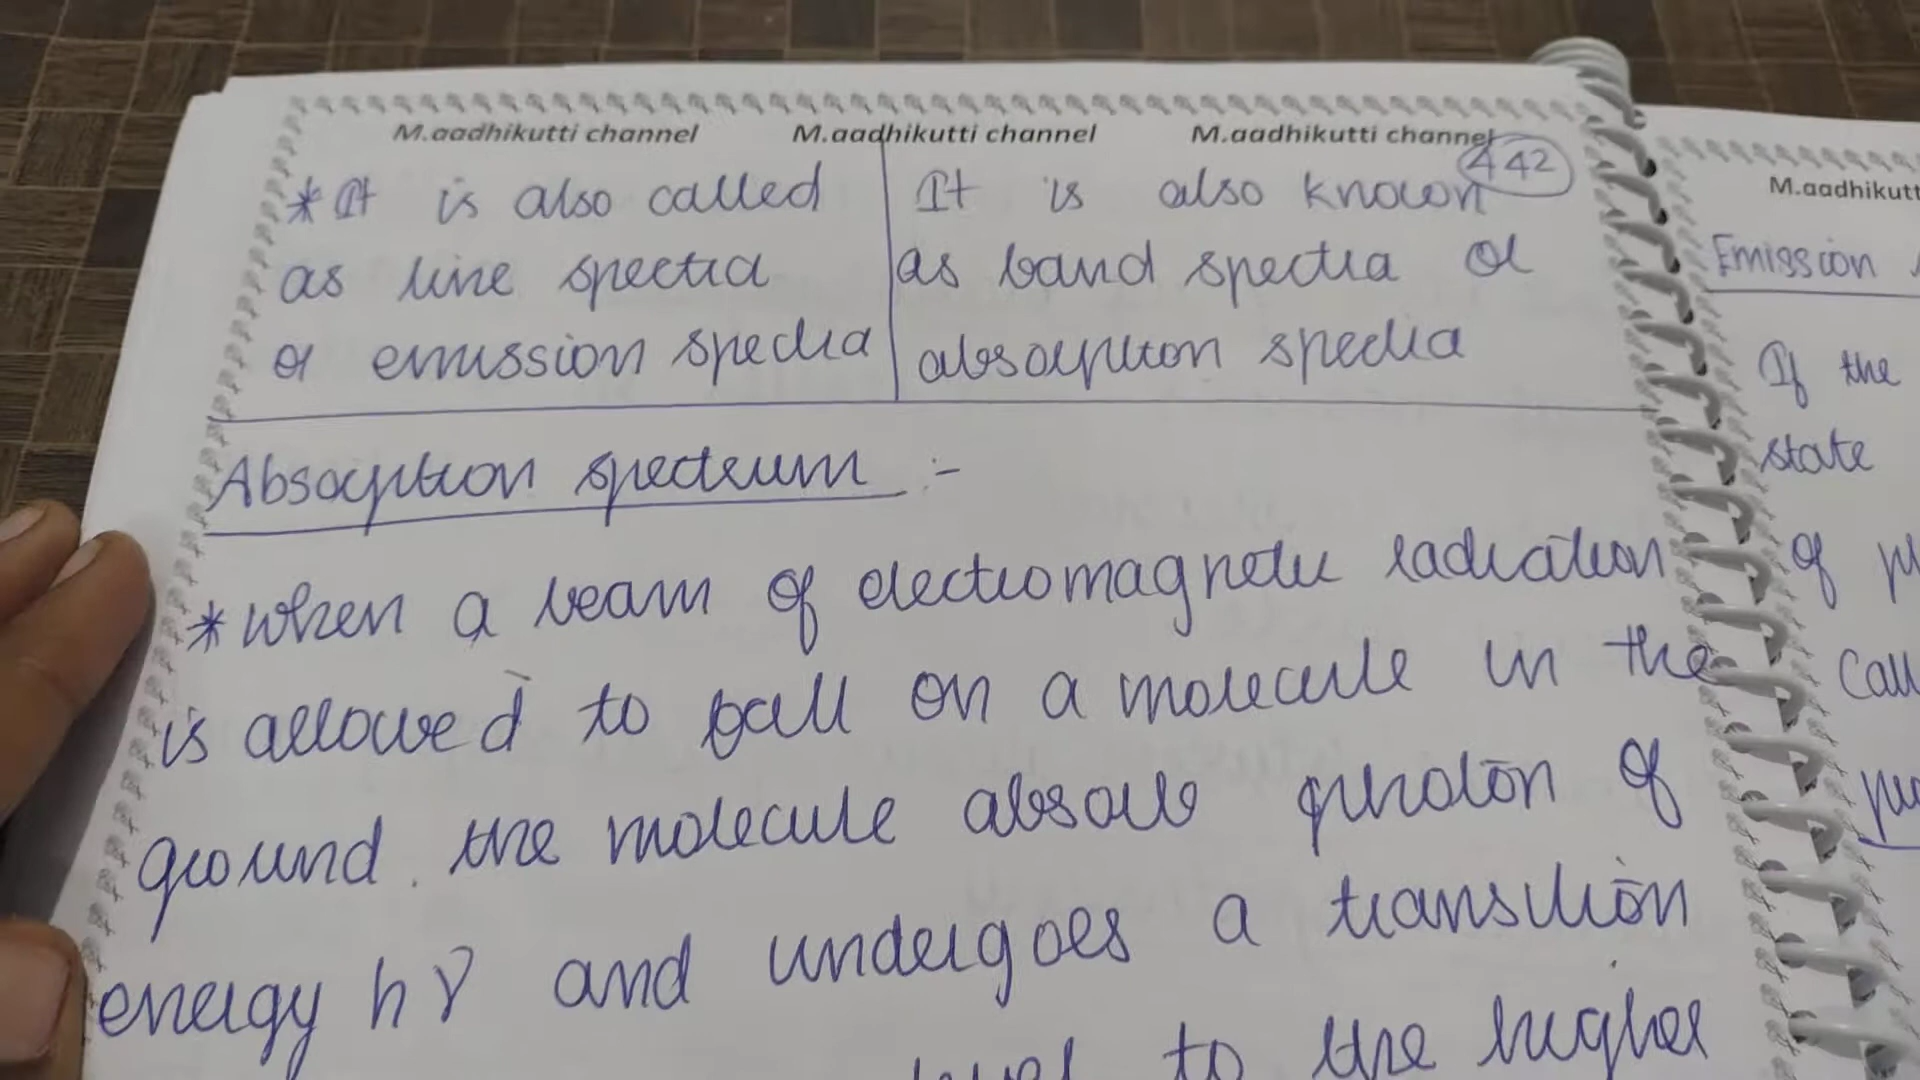 M.aadhikutti channel M.aadhikutti channel M.aadhikutti channel
442
* It is also called
as line spectra
or emission spectra
It is also known
as band spectra or
absorption spectra
Absorption spectrum :-
* When a beam of electromagnetic radiation
is allowed to fall on a molecule in the
ground. the molecule absorb photon of
energy hγ and undergoes a transition
level to the higher
M.aadhikutt
Emission
If the
state
of
Call